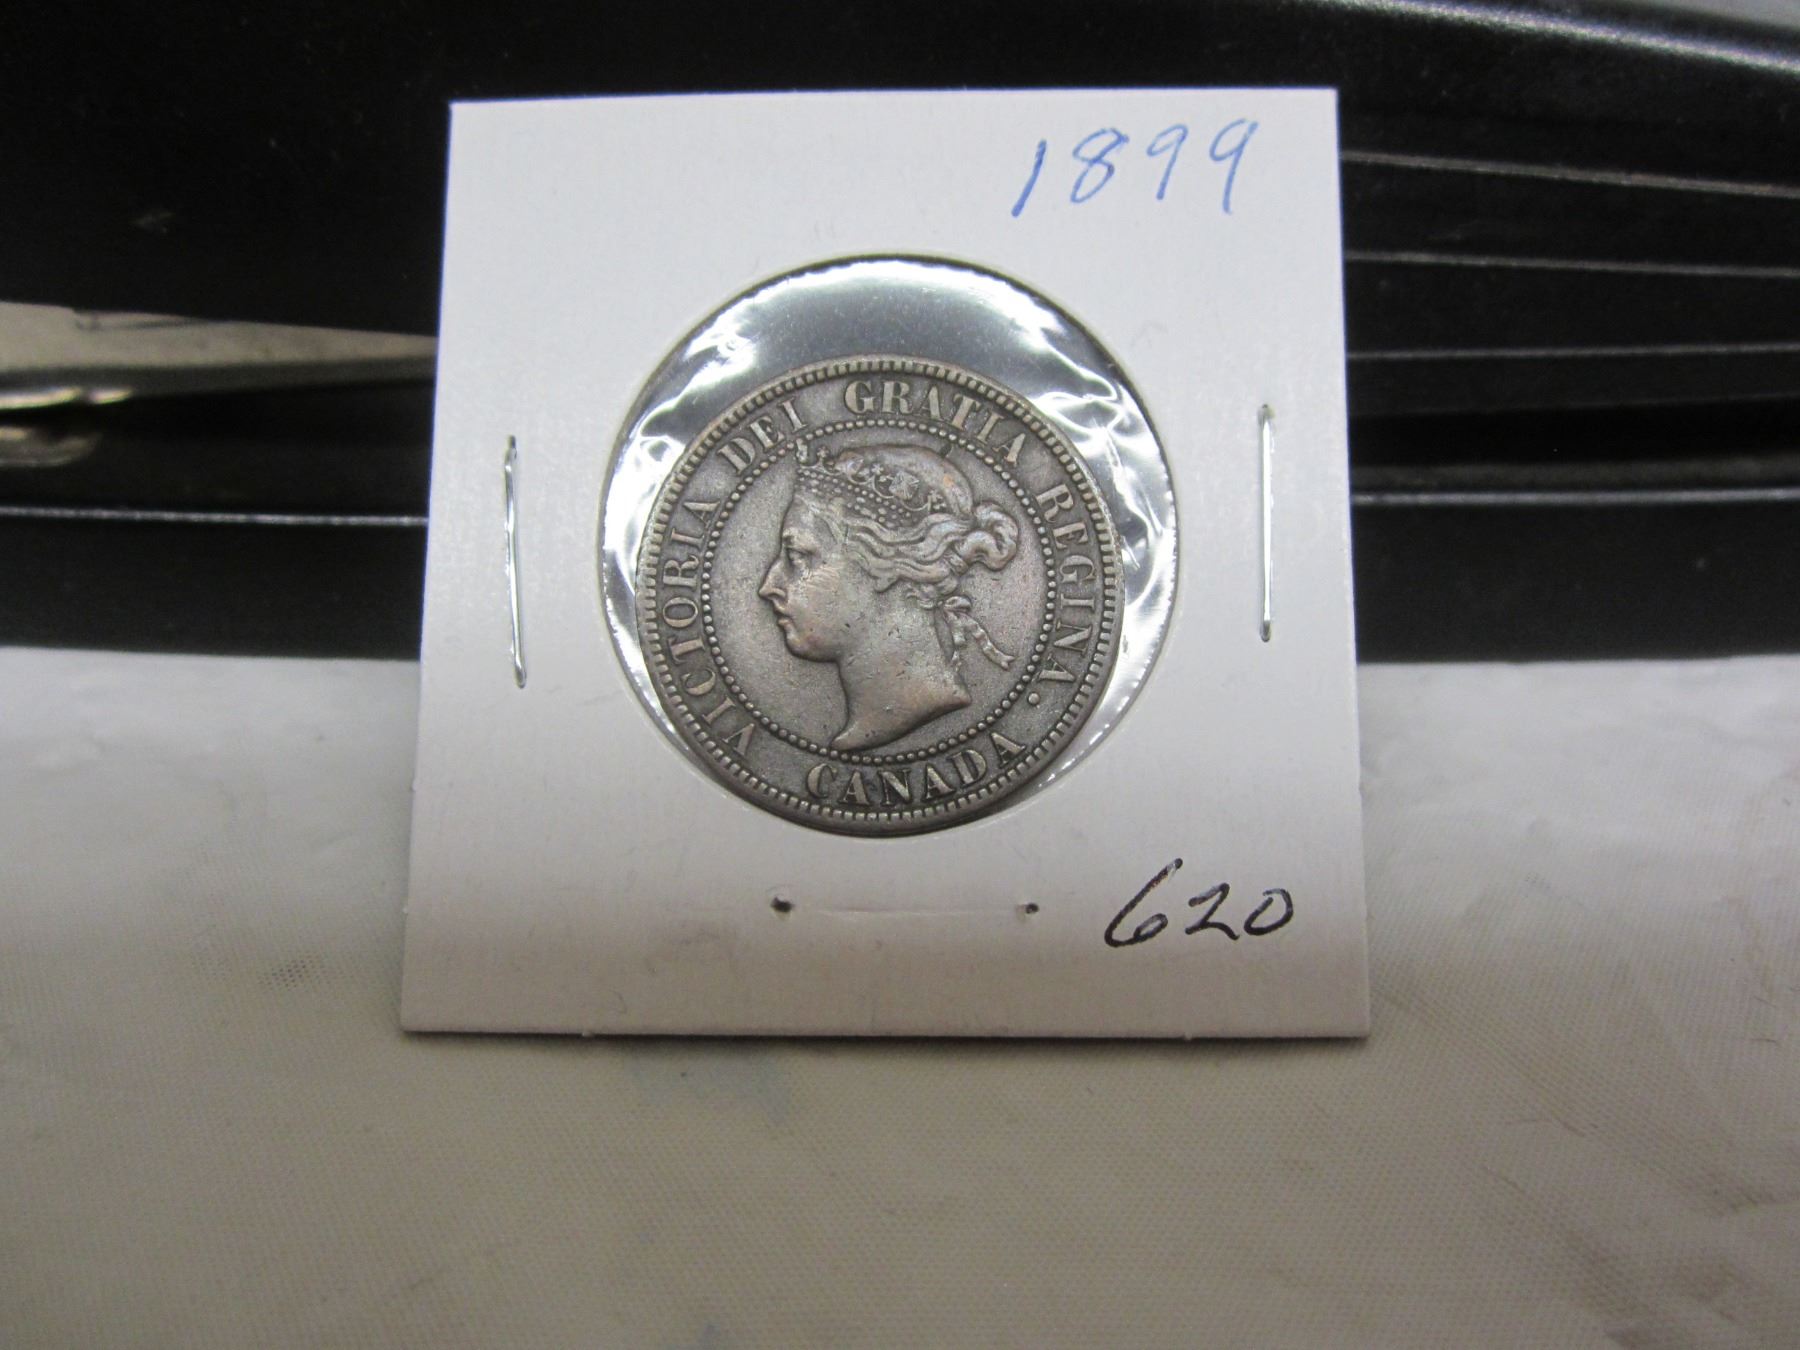 1899
VICTORIA DEI GRATIA REGINA.
CANADA
620